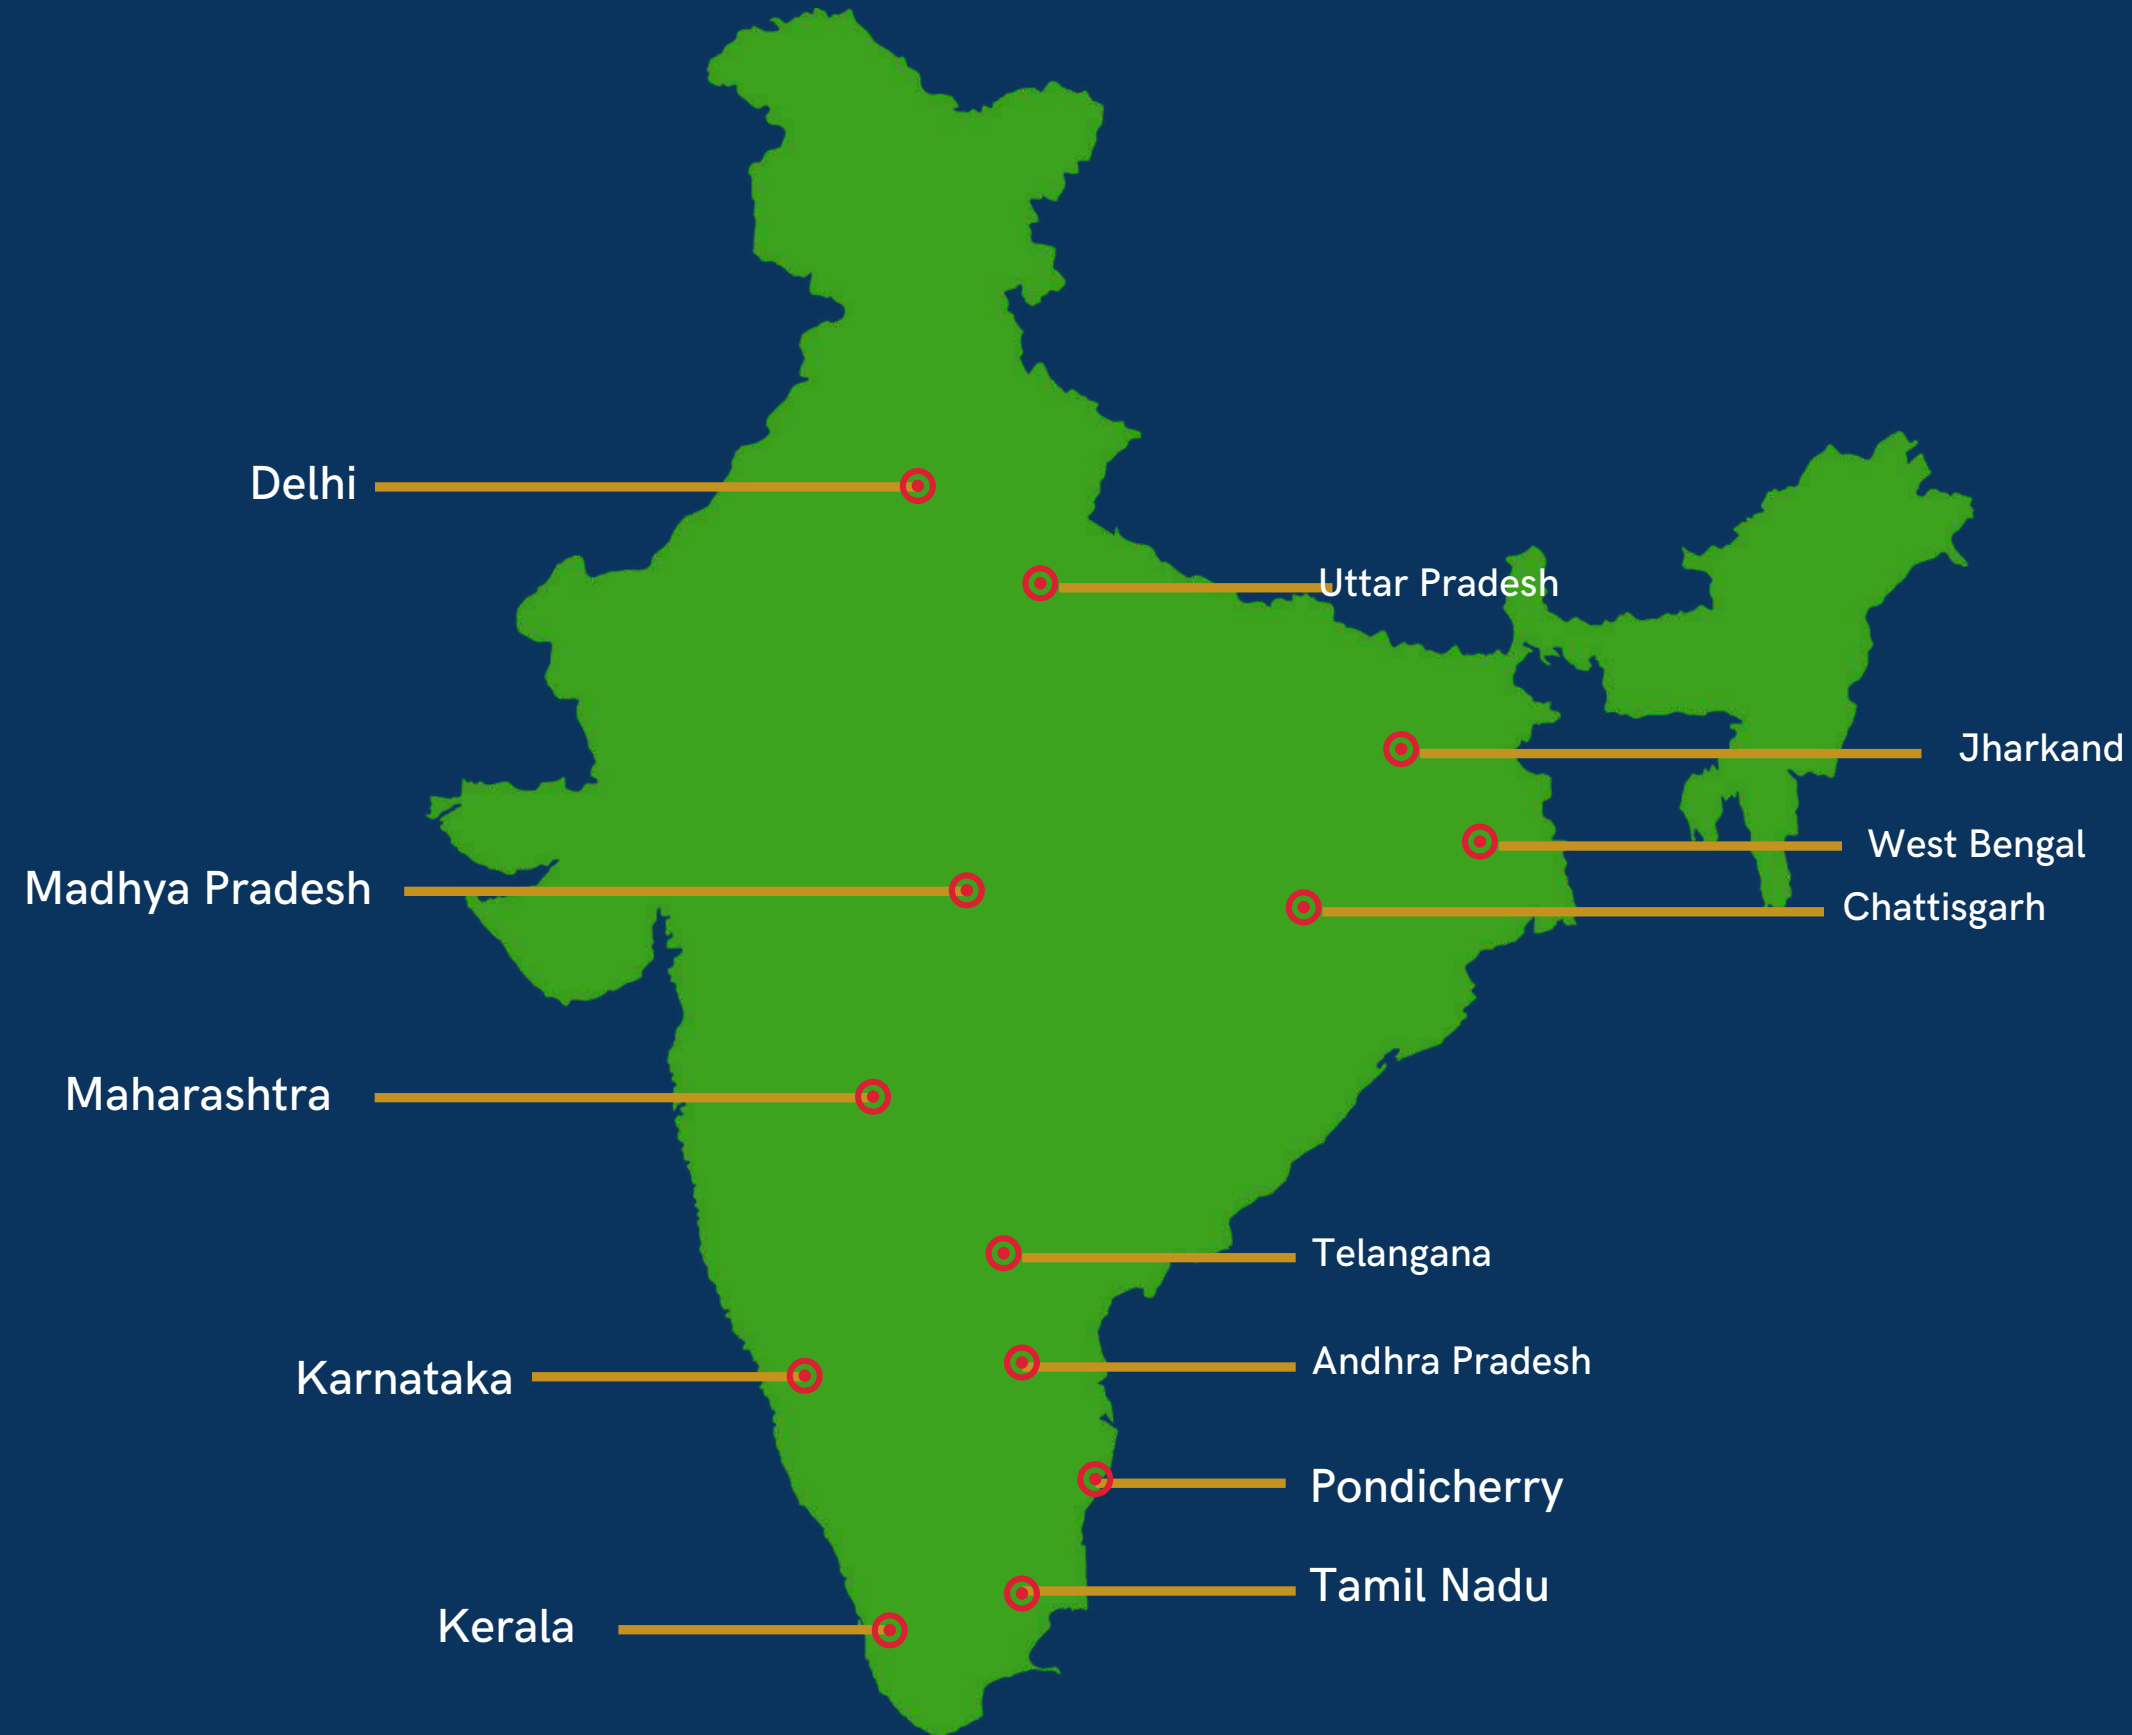 Delhi
Uttar Pradesh
Jharkand
West Bengal
Madhya Pradesh
Chattisgarh
Maharashtra
Telangana
Andhra Pradesh
Karnataka
Pondicherry
Tamil Nadu
Kerala